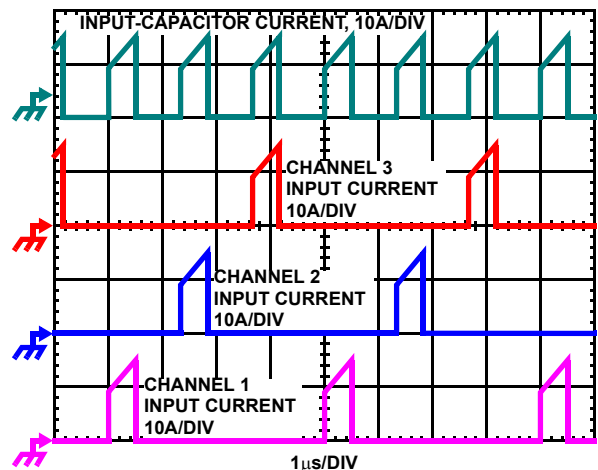 INPUT-CAPACITOR CURRENT, 10A/DIV
CHANNEL 3
INPUT CURRENT
10A/DIV
CHANNEL 2
INPUT CURRENT
10A/DIV
CHANNEL 1
INPUT CURRENT
10A/DIV
1μs/DIV